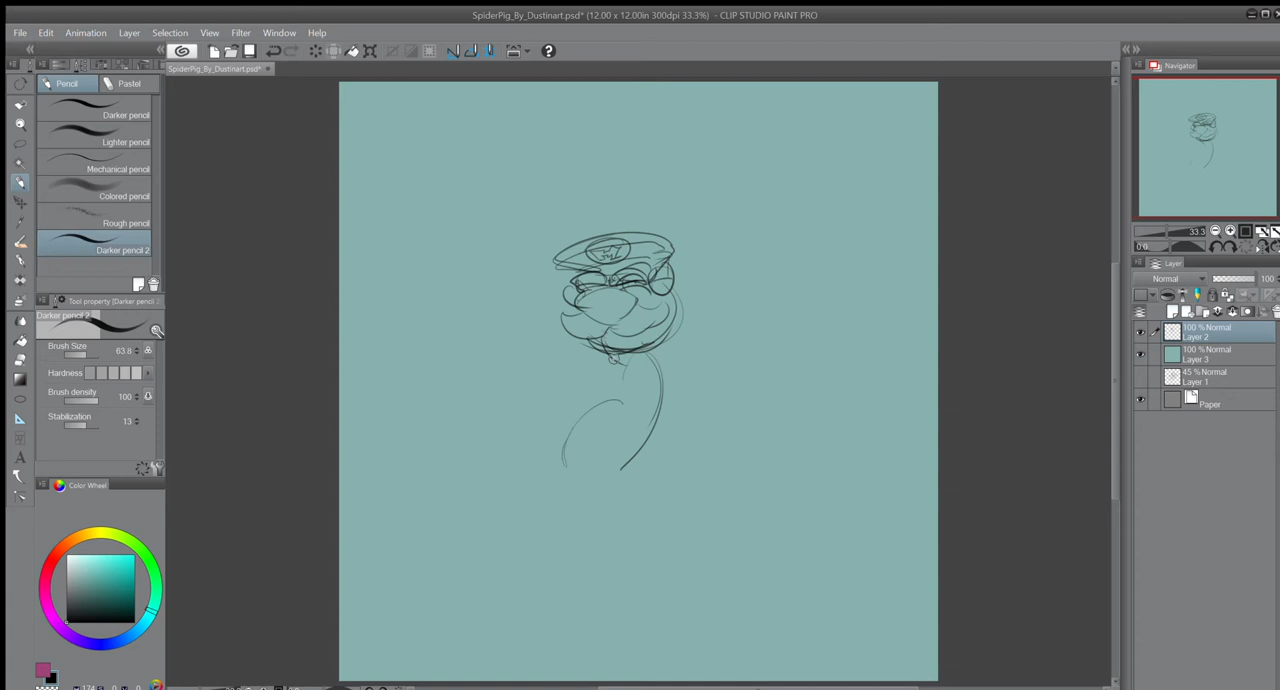 SpiderPig_By_Dustinart.psd* (12.00 x 12.00in 300dpi 33.3%) - CLIP STUDIO PAINT PRO
File Edit Animation Layer Selection View Filter Window Help
SpiderPig_By_Dustinart.psd*
Pencil Pastel
Darker pencil
Lighter pencil
Mechanical pencil
Colored pencil
Rough pencil
Darker pencil 2
Tool property [Darker pencil 2
Darker pencil 2
Brush Size 63.8
Hardness
Brush density 100
Stabilization 13
Color Wheel
174
Navigator
33.3
0.0
Layer
Normal 100
100 % Normal
Layer 2
100 % Normal
Layer 3
45 % Normal
Layer 1
Paper